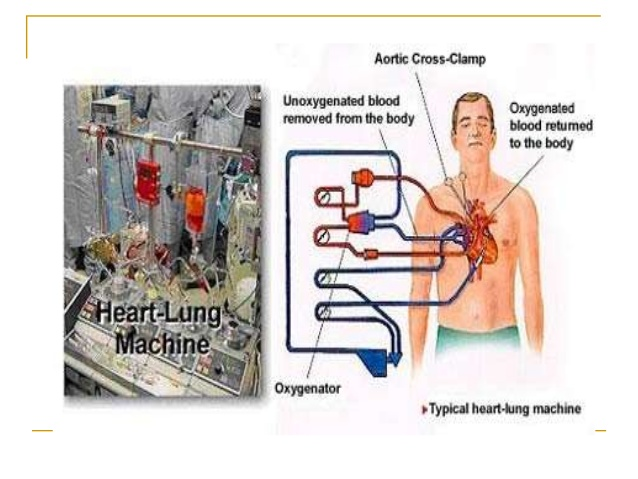 Aortic Cross-Clamp
Unoxygenated blood
removed from the body
Oxygenated
blood returned
to the body
Heart-Lung
Machine
Oxygenator
Typical heart-lung machine